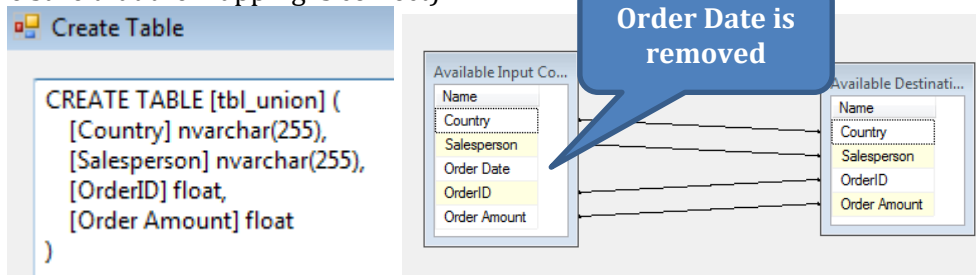 Create Table
CREATE TABLE [tbl_union] (
[Country] nvarchar(255),
[Salesperson] nvarchar(255),
[OrderID] float,
[Order Amount] float
)
Order Date is
removed
Available Input Co...
Name
Country
Salesperson
Order Date
OrderID
Order Amount
Available Destinati...
Name
Country
Salesperson
OrderID
Order Amount